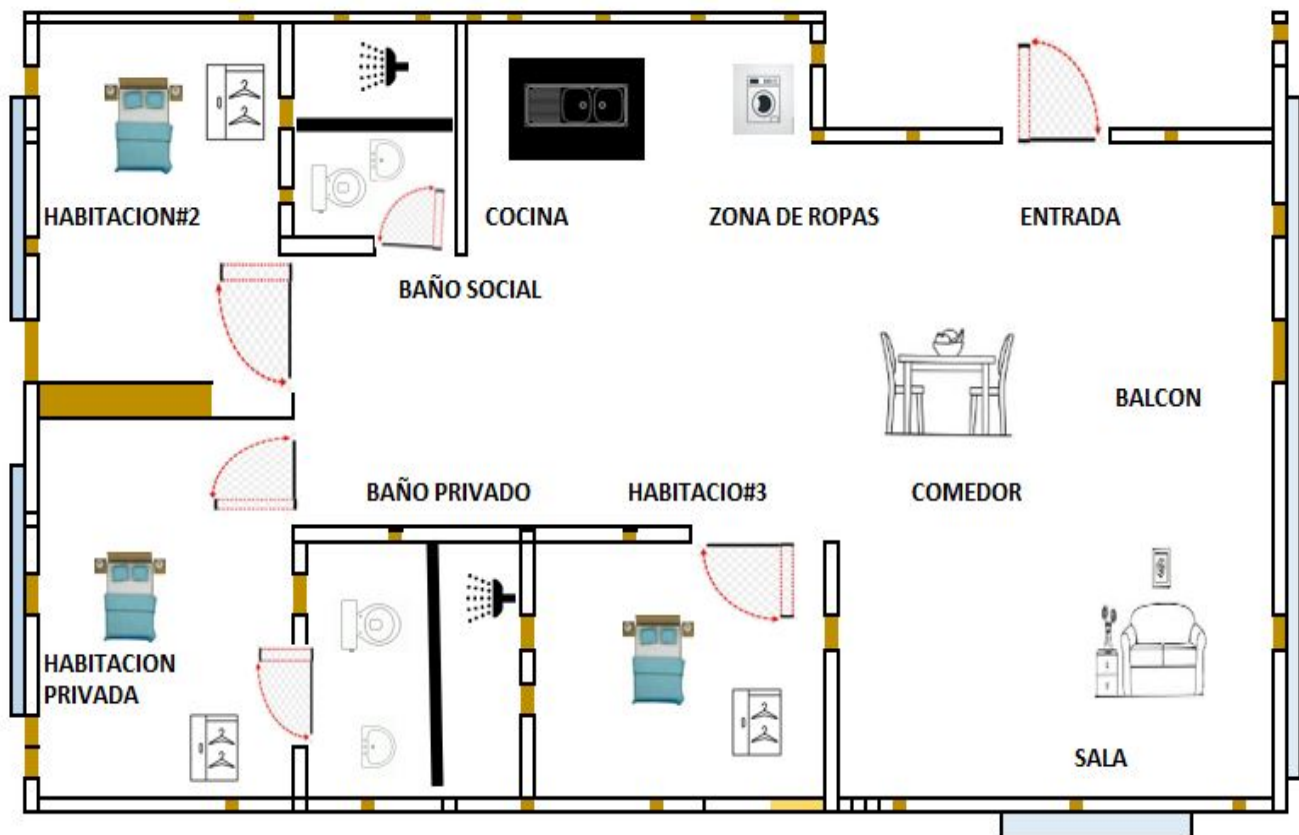 HABITACION#2
COCINA
ZONA DE ROPAS
ENTRADA
BAÑO SOCIAL
BALCON
BAÑO PRIVADO
HABITACIO#3
COMEDOR
HABITACION
PRIVADA
SALA